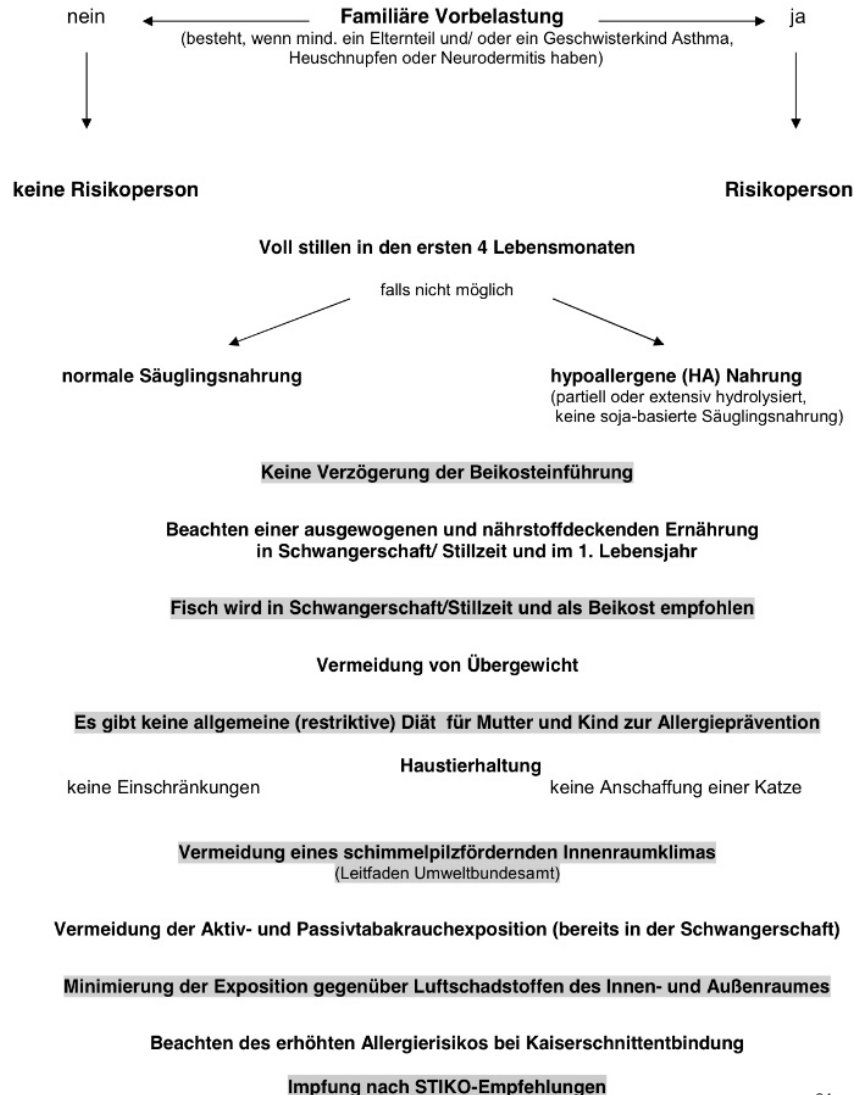 nein
Familiäre Vorbelastung
ja
(besteht, wenn mind. ein Elternteil und/ oder ein Geschwisterkind Asthma,
Heuschnupfen oder Neurodermitis haben)
keine Risikoperson
Risikoperson
Voll stillen in den ersten 4 Lebensmonaten
falls nicht möglich
normale Säuglingsnahrung
hypoallergene (HA) Nahrung
(partiell oder extensiv hydrolysiert,
keine soja-basierte Säuglingsnahrung)
Keine Verzögerung der Beikosteinführung
Beachten einer ausgewogenen und nährstoffdeckenden Ernährung
in Schwangerschaft/ Stillzeit und im 1. Lebensjahr
Fisch wird in Schwangerschaft/Stillzeit und als Beikost empfohlen
Vermeidung von Übergewicht
Es gibt keine allgemeine (restriktive) Diät für Mutter und Kind zur Allergieprävention
Haustierhaltung
keine Einschränkungen
keine Anschaffung einer Katze
Vermeidung eines schimmelpilzfördernden Innenraumklimas
(Leitfaden Umweltbundesamt)
Vermeidung der Aktiv- und Passivtabakrauchexposition (bereits in der Schwangerschaft)
Minimierung der Exposition gegenüber Luftschadstoffen des Innen- und Außenraumes
Beachten des erhöhten Allergierisikos bei Kaiserschnittentbindung
Impfung nach STIKO-Empfehlungen